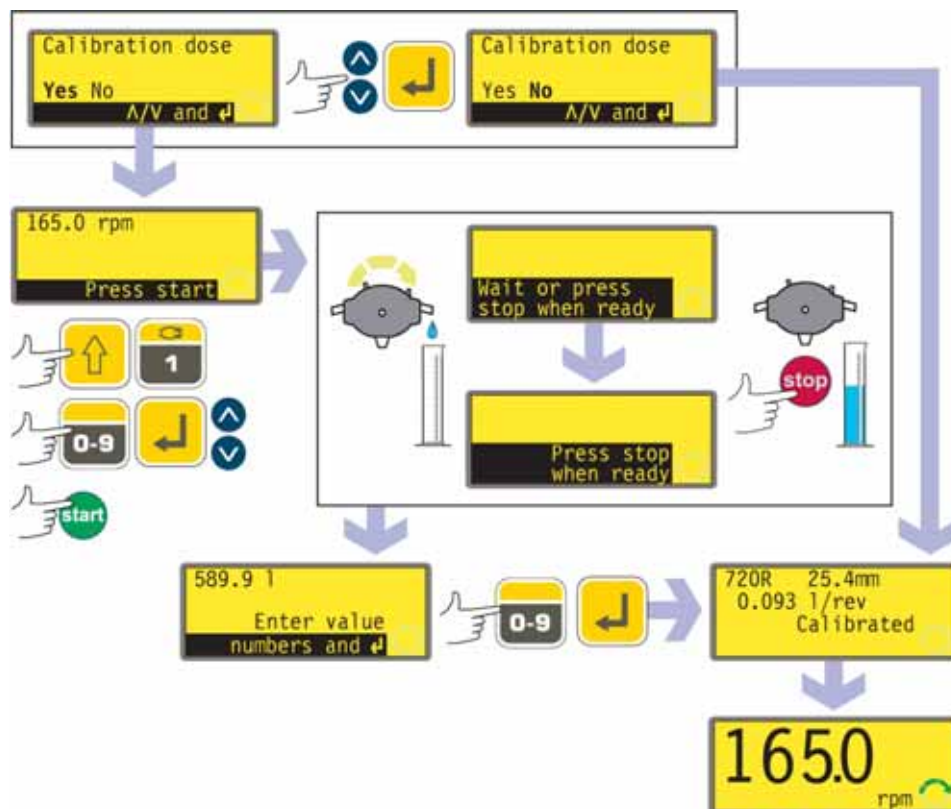 Calibration dose
Yes No
Λ/V and ↲
Calibration dose
Yes No
Λ/V and ↲
165.0 rpm
Press start
1
0-9
start
Wait or press
stop when ready
Press stop
when ready
stop
589.9 l
Enter value
numbers and ↲
0-9
720R 25.4mm
0.093 l/rev
Calibrated
165.0
rpm